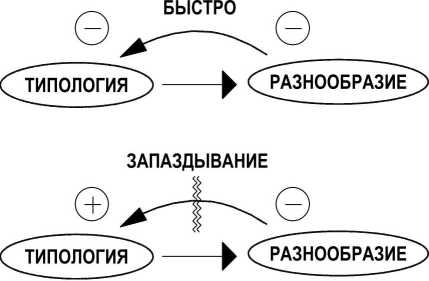 БЫСТРО
− −
ТИПОЛОГИЯ РАЗНООБРАЗИЕ
ЗАПАЗДЫВАНИЕ
+ −
ТИПОЛОГИЯ РАЗНООБРАЗИЕ